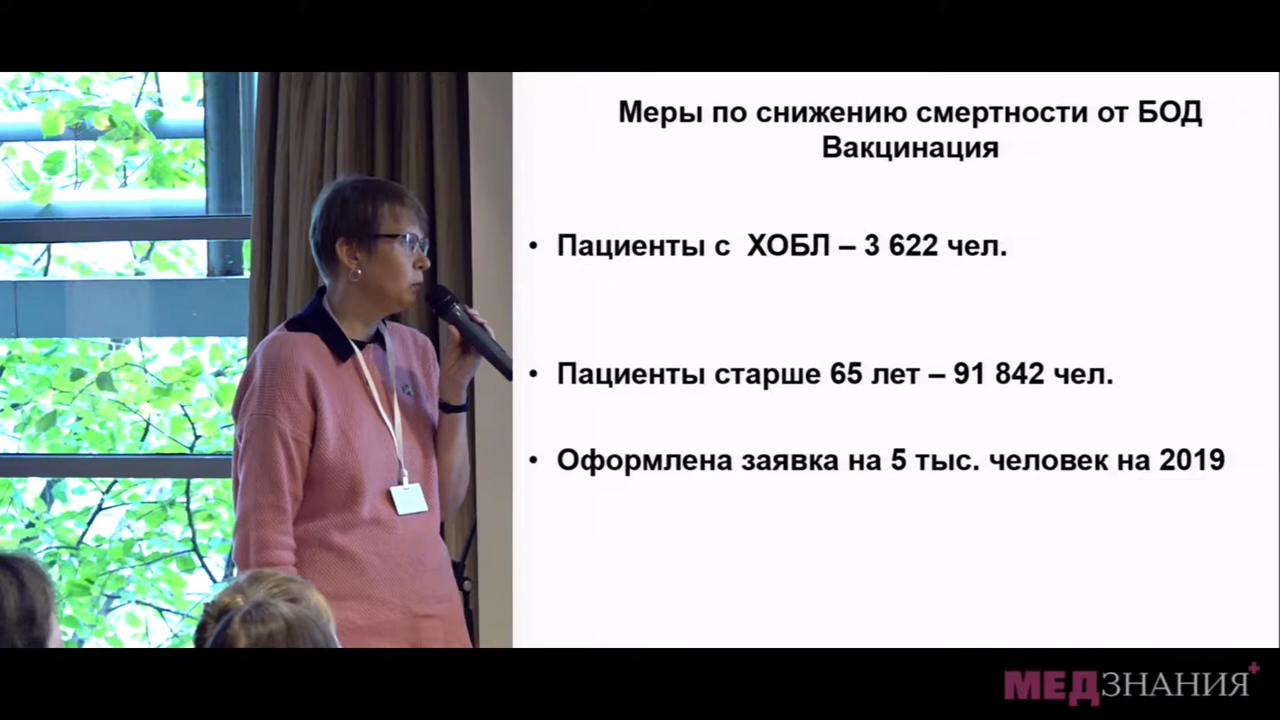 Меры по снижению смертности от БОД
Вакцинация
• Пациенты с ХОБЛ – 3 622 чел.
• Пациенты старше 65 лет – 91 842 чел.
• Оформлена заявка на 5 тыс. человек на 2019
МЕДЗНАНИЯ+